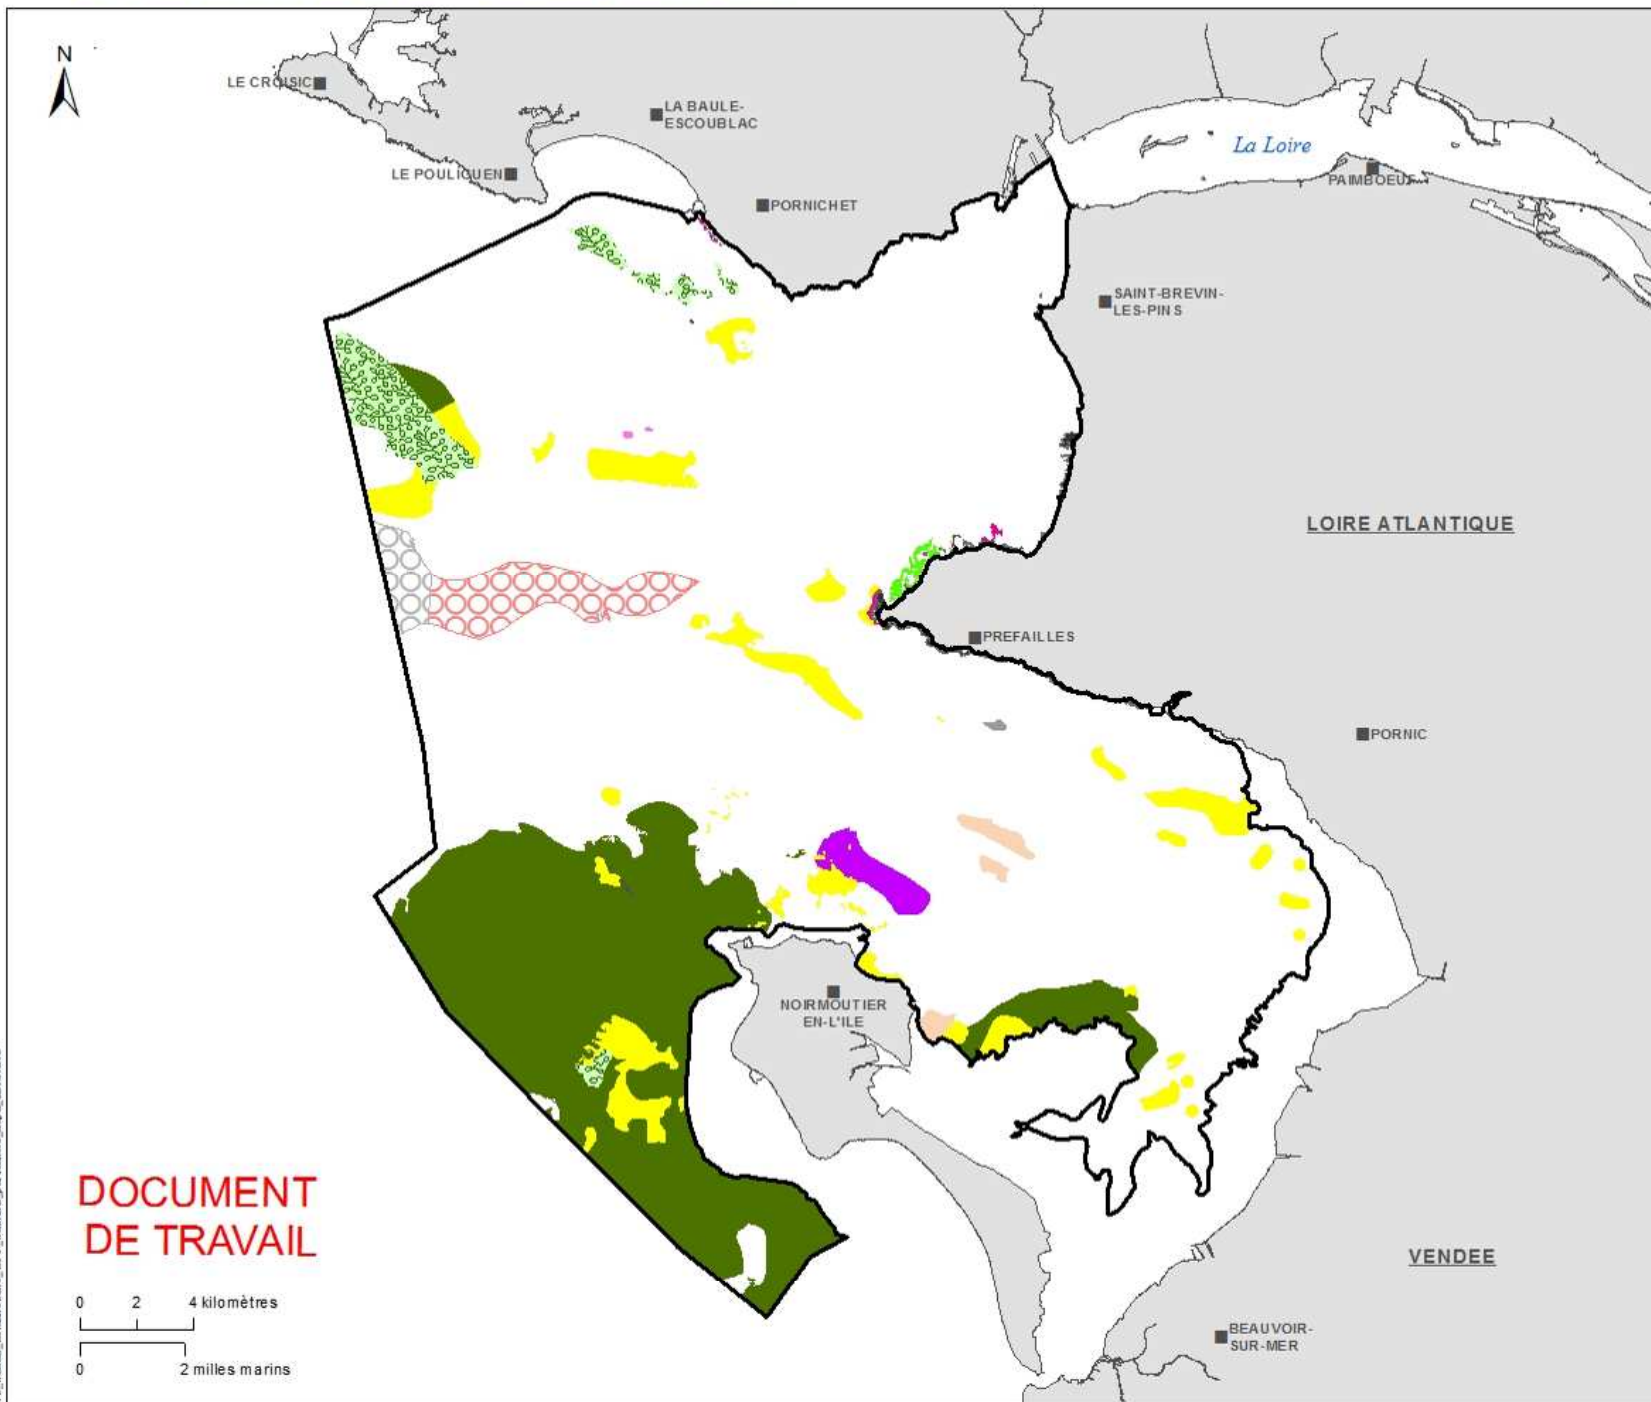 N
LE CROISIC
LA BAULE-
ESCOUBLAC
La Loire
LE POULIGUEN
PAIMBOEUF
PORNICHET
SAINT-BREVIN-
LES-PINS
LOIRE ATLANTIQUE
PREFAILLES
PORNIC
NOIRMOUTIER
EN-L'ILE
DOCUMENT
DE TRAVAIL
VENDEE
0 2 4 kilomètres
BEAUVOIR-
SUR-MER
0 2 milles marins